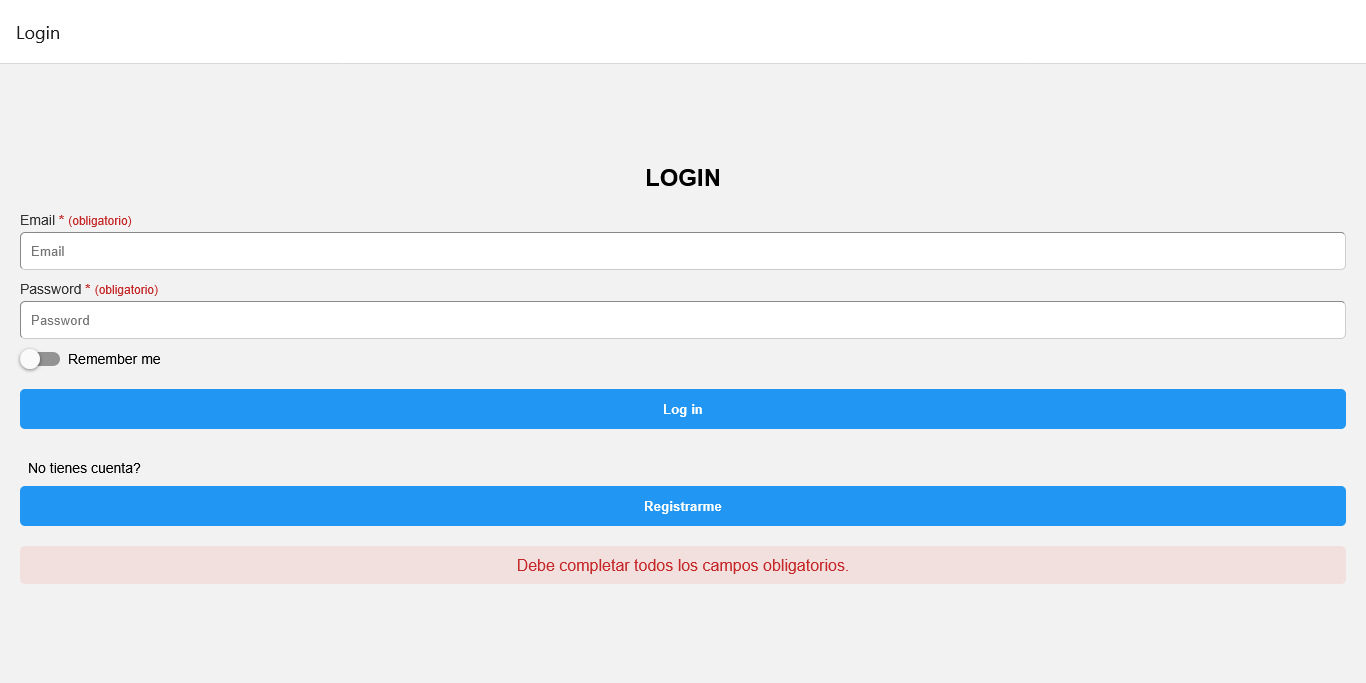 Login
LOGIN
Email * (obligatorio)
Email
Password * (obligatorio)
Password
Remember me
Log in
No tienes cuenta?
Registrarme
Debe completar todos los campos obligatorios.